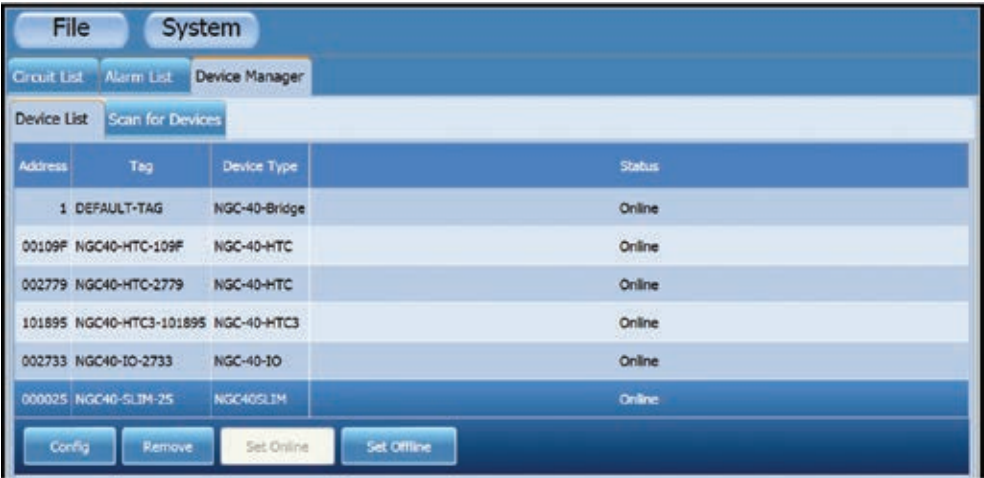 File System
Circuit List Alarm List Device Manager
Device List Scan for Devices
Address Tag Device Type Status
1 DEFAULT-TAG NGC-40-Bridge Online
00109F NGC40-HTC-109F NGC-40-HTC Online
002779 NGC40-HTC-2779 NGC-40-HTC Online
101895 NGC40-HTC3-101895 NGC-40-HTC3 Online
002733 NGC40-IO-2733 NGC-40-IO Online
000025 NGC40-SLIM-25 NGC40SLIM Online
Config Remove Set Online Set Offline